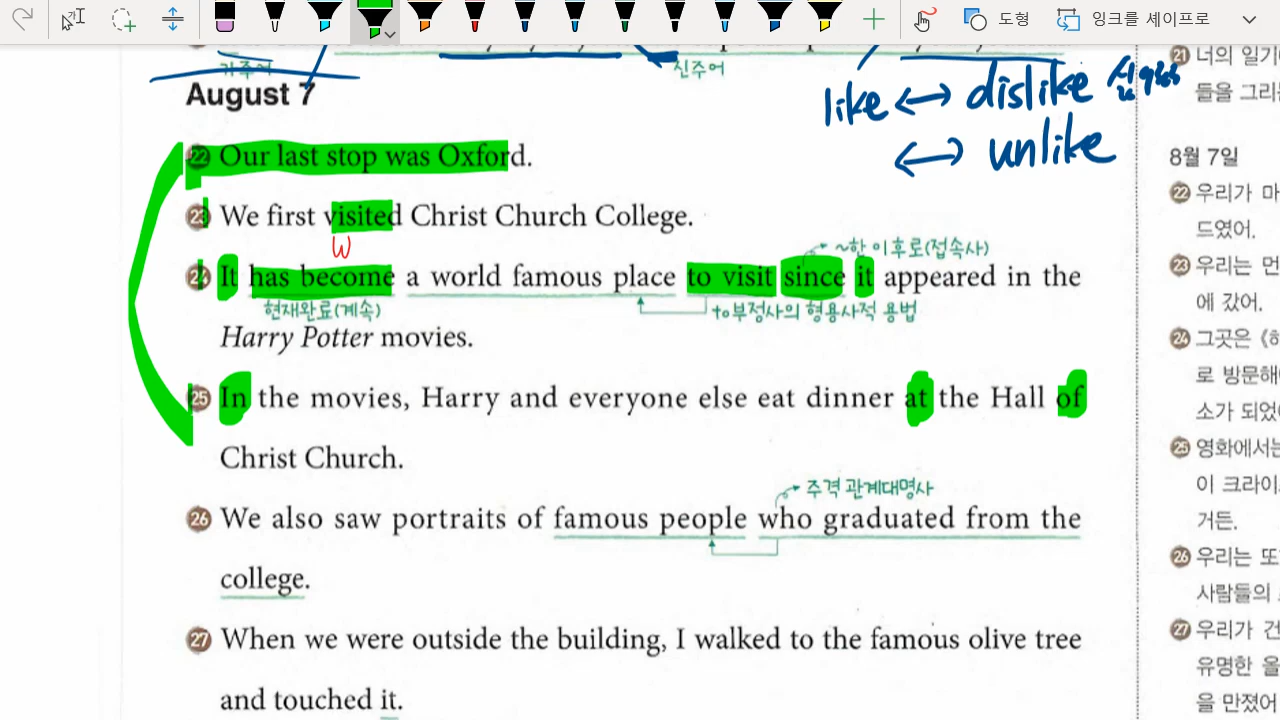 도형
잉크를 셰이프로
가주어
진주어
like ↔ dislike 싫어하다
↔ unlike
August 7
22 Our last stop was Oxford.
23 We first visited Christ Church College.
W
~한 이후로(접속사)
24 It has become a world famous place to visit since it appeared in the
현재완료(계속)
to부정사의 형용사적 용법
Harry Potter movies.
25 In the movies, Harry and everyone else eat dinner at the Hall of
Christ Church.
주격 관계대명사
26 We also saw portraits of famous people who graduated from the
college.
27 When we were outside the building, I walked to the famous olive tree
and touched it.
21 너의 일기
들을 그리
8월 7일
22 우리가 마
드였어.
23 우리는 먼
에 갔어.
24 그곳은 《해
로 방문해
소가 되었
25 영화에서는
이 크라이
거든.
26 우리는 또
사람들의
27 우리가 건
유명한 올
을 만졌어